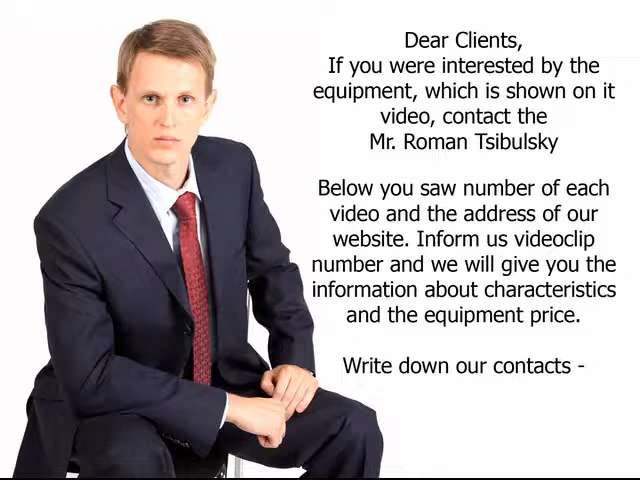 Dear Clients,
If you were interested by the
equipment, which is shown on it
video, contact the
Mr. Roman Tsibulsky
Below you saw number of each
video and the address of our
website. Inform us videoclip
number and we will give you the
information about characteristics
and the equipment price.
Write down our contacts -